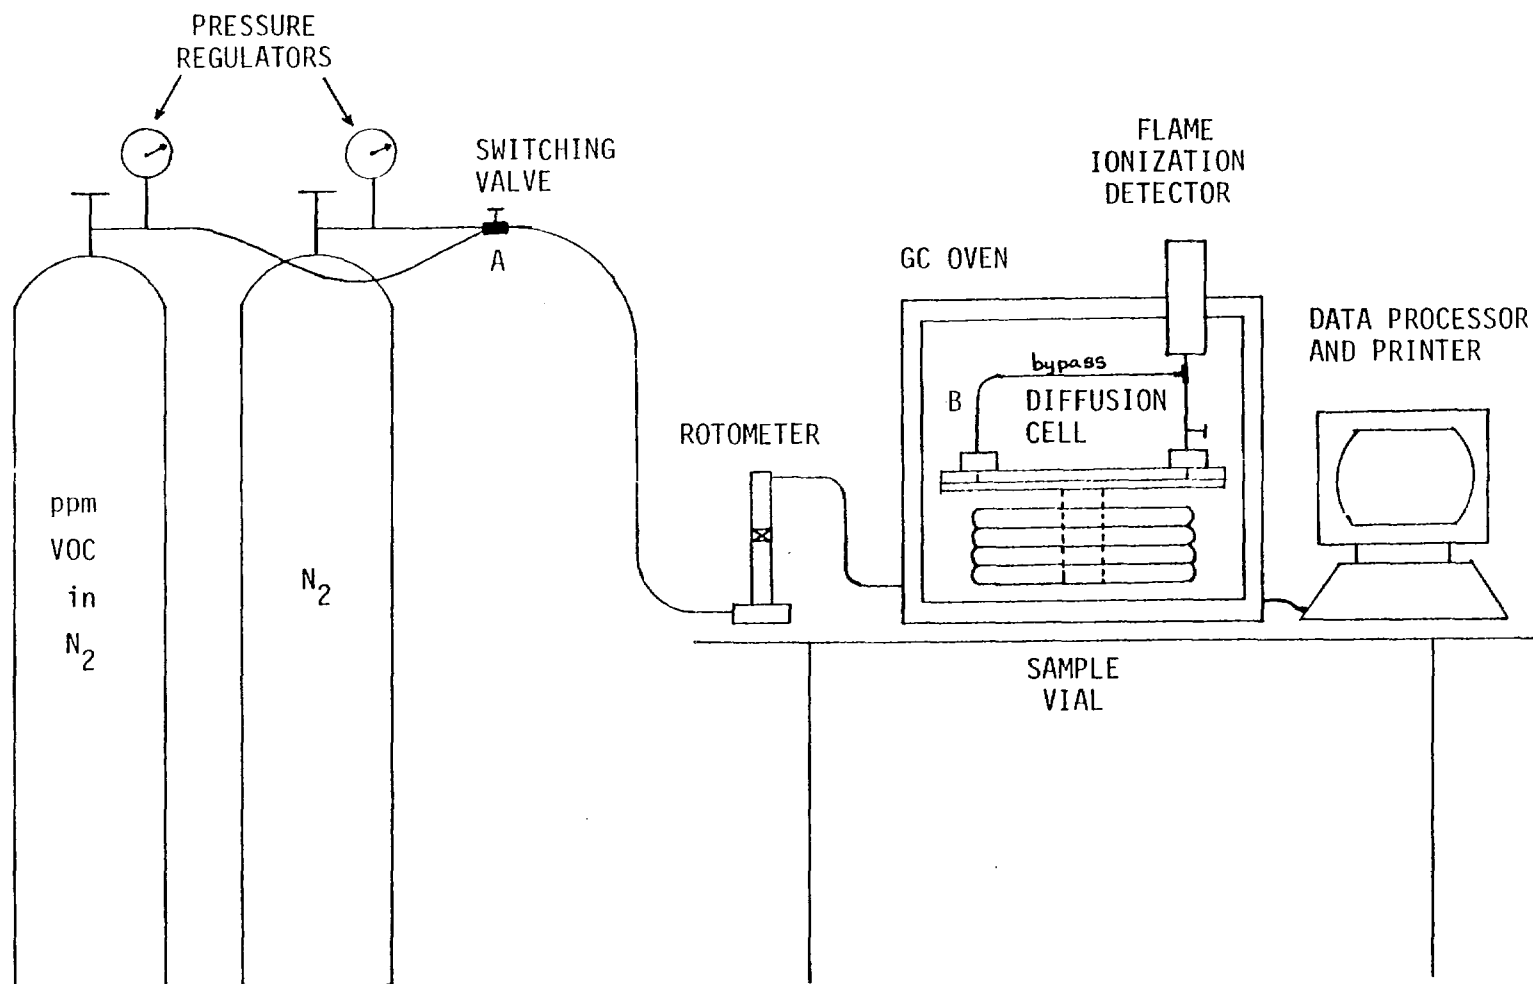 PRESSURE
REGULATORS
SWITCHING
VALVE
A
FLAME
IONIZATION
DETECTOR
GC OVEN
DATA PROCESSOR
AND PRINTER
bypass
B
DIFFUSION
CELL
ROTOMETER
ppm
VOC
in
N2
N2
SAMPLE
VIAL